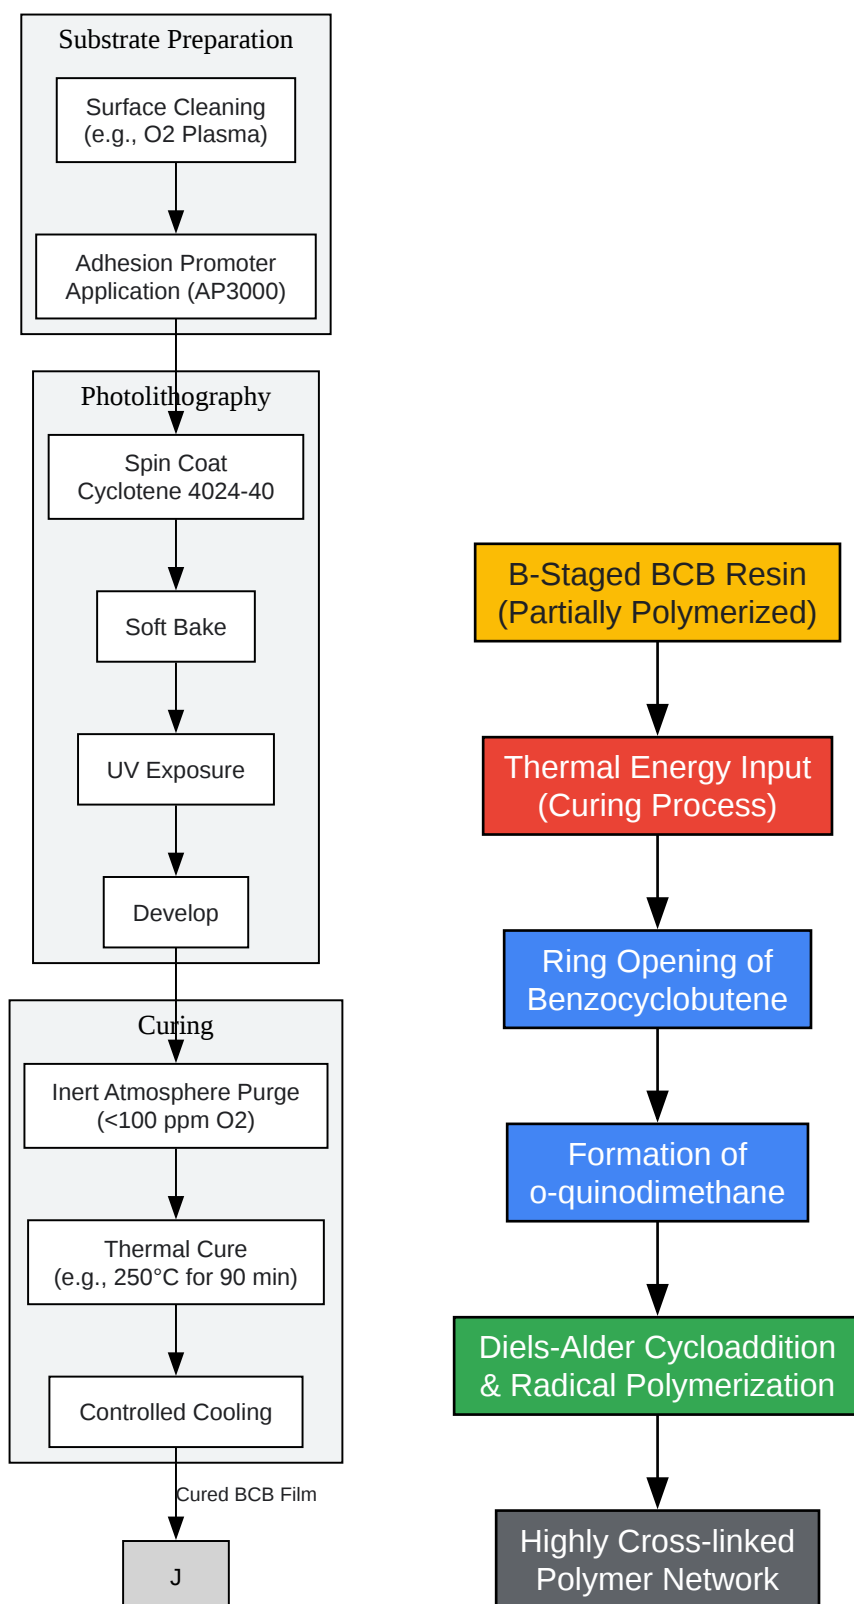 Substrate Preparation
Surface Cleaning
(e.g., O2 Plasma)
Adhesion Promoter
Application (AP3000)
Photolithography
Spin Coat
Cyclotene 4024-40
Soft Bake
UV Exposure
Develop
Curing
Inert Atmosphere Purge
(<100 ppm O2)
Thermal Cure
(e.g., 250°C for 90 min)
Controlled Cooling
Cured BCB Film
J
B-Staged BCB Resin
(Partially Polymerized)
Thermal Energy Input
(Curing Process)
Ring Opening of
Benzocyclobutene
Formation of
o-quinodimethane
Diels-Alder Cycloaddition
& Radical Polymerization
Highly Cross-linked
Polymer Network